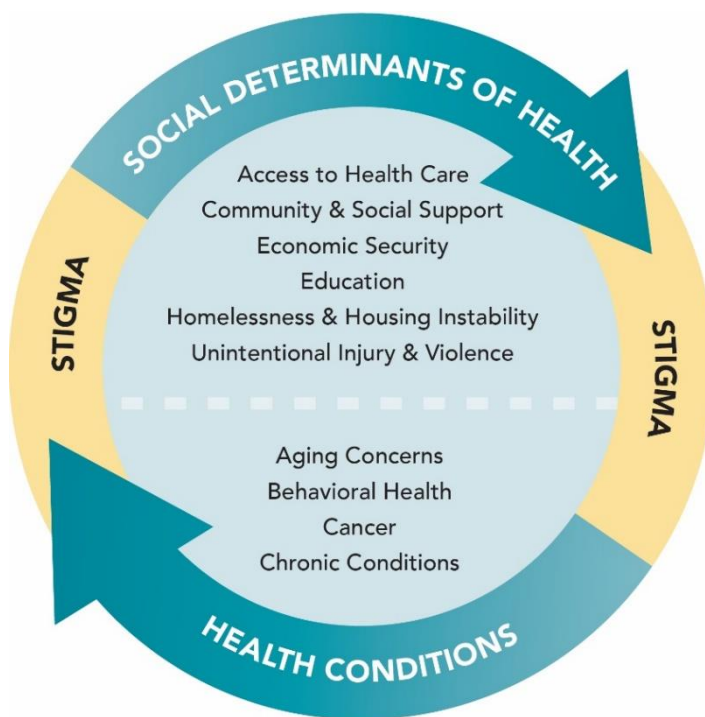 SOCIAL DETERMINANTS OF HEALTH
Access to Health Care
Community & Social Support
Economic Security
Education
Homelessness & Housing Instability
Unintentional Injury & Violence
STIGMA
STIGMA
Aging Concerns
Behavioral Health
Cancer
Chronic Conditions
HEALTH CONDITIONS